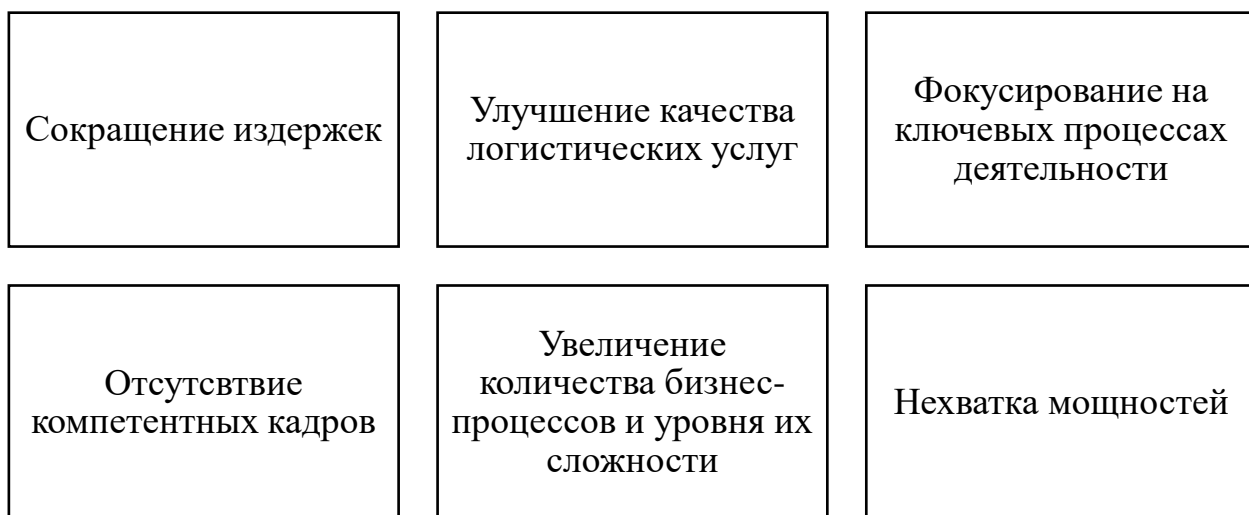 Сокращение издержек
Улучшение качества
логистических услуг
Фокусирование на
ключевых процессах
деятельности
Отсутсвтвие
компетентных кадров
Увеличение
количества бизнес-
процессов и уровня их
сложности
Нехватка мощностей